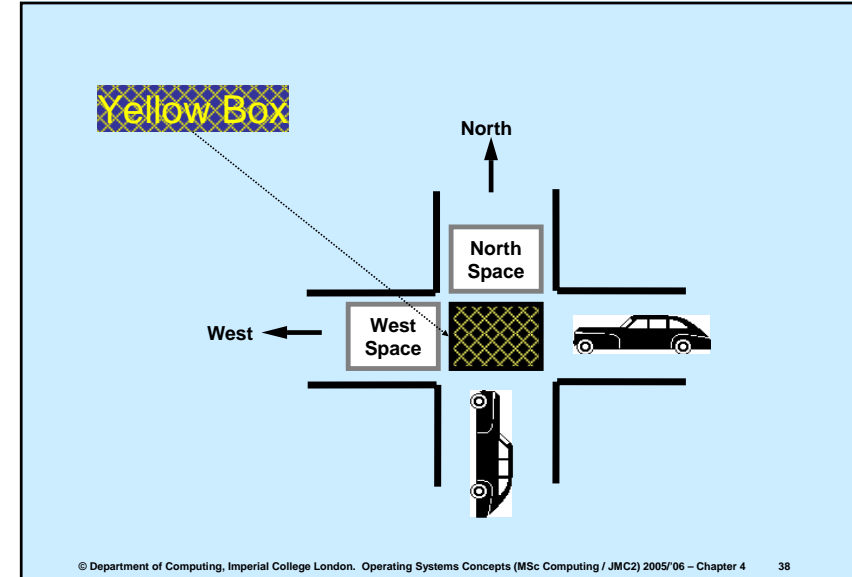 Yellow Box
North
North
Space
West
West
Space
© Department of Computing, Imperial College London. Operating Systems Concepts (MSc Computing / JMC2) 2005/'06 – Chapter 4 38